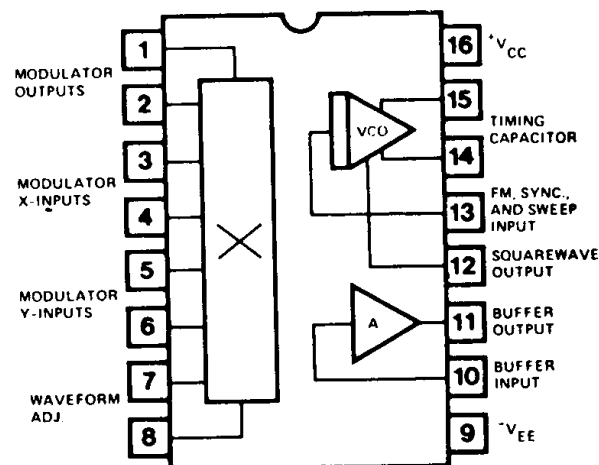 1
MODULATOR
OUTPUTS
2
3
MODULATOR
X-INPUTS
4
5
MODULATOR
Y-INPUTS
6
7
WAVEFORM
ADJ.
8
VCO
A
16
+VCC
15
TIMING
CAPACITOR
14
13
FM, SYNC.,
AND SWEEP
INPUT
12
SQUAREWAVE
OUTPUT
11
BUFFER
OUTPUT
10
BUFFER
INPUT
9
-VEE